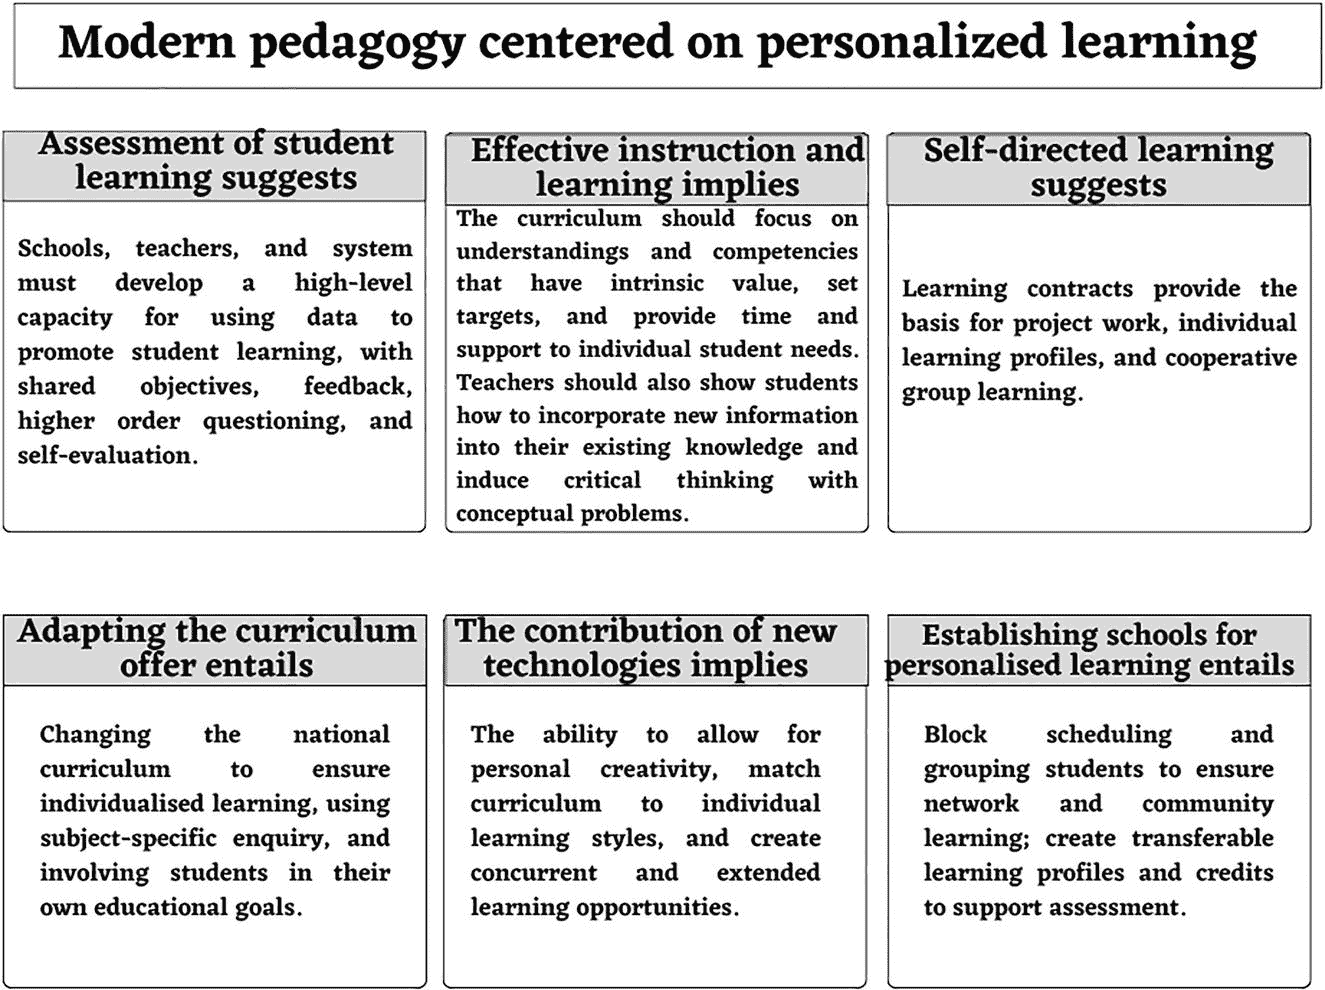 Modern pedagogy centered on personalized learning
Assessment of student
learning suggests
Schools, teachers, and system
must develop a high-level
capacity for using data to
promote student learning, with
shared objectives, feedback,
higher order questioning, and
self-evaluation.
Effective instruction and
learning implies
The curriculum should focus on
understandings and competencies
that have intrinsic value, set
targets, and provide time and
support to individual student needs.
Teachers should also show students
how to incorporate new information
into their existing knowledge and
induce critical thinking with
conceptual problems.
Self-directed learning
suggests
Learning contracts provide the
basis for project work, individual
learning profiles, and cooperative
group learning.
Adapting the curriculum
offer entails
Changing the national
curriculum to ensure
individualised learning, using
subject-specific enquiry, and
involving students in their
own educational goals.
The contribution of new
technologies implies
The ability to allow for
personal creativity, match
curriculum to individual
learning styles, and create
concurrent and extended
learning opportunities.
Establishing schools for
personalised learning entails
Block scheduling and
grouping students to ensure
network and community
learning; create transferable
learning profiles and credits
to support assessment.